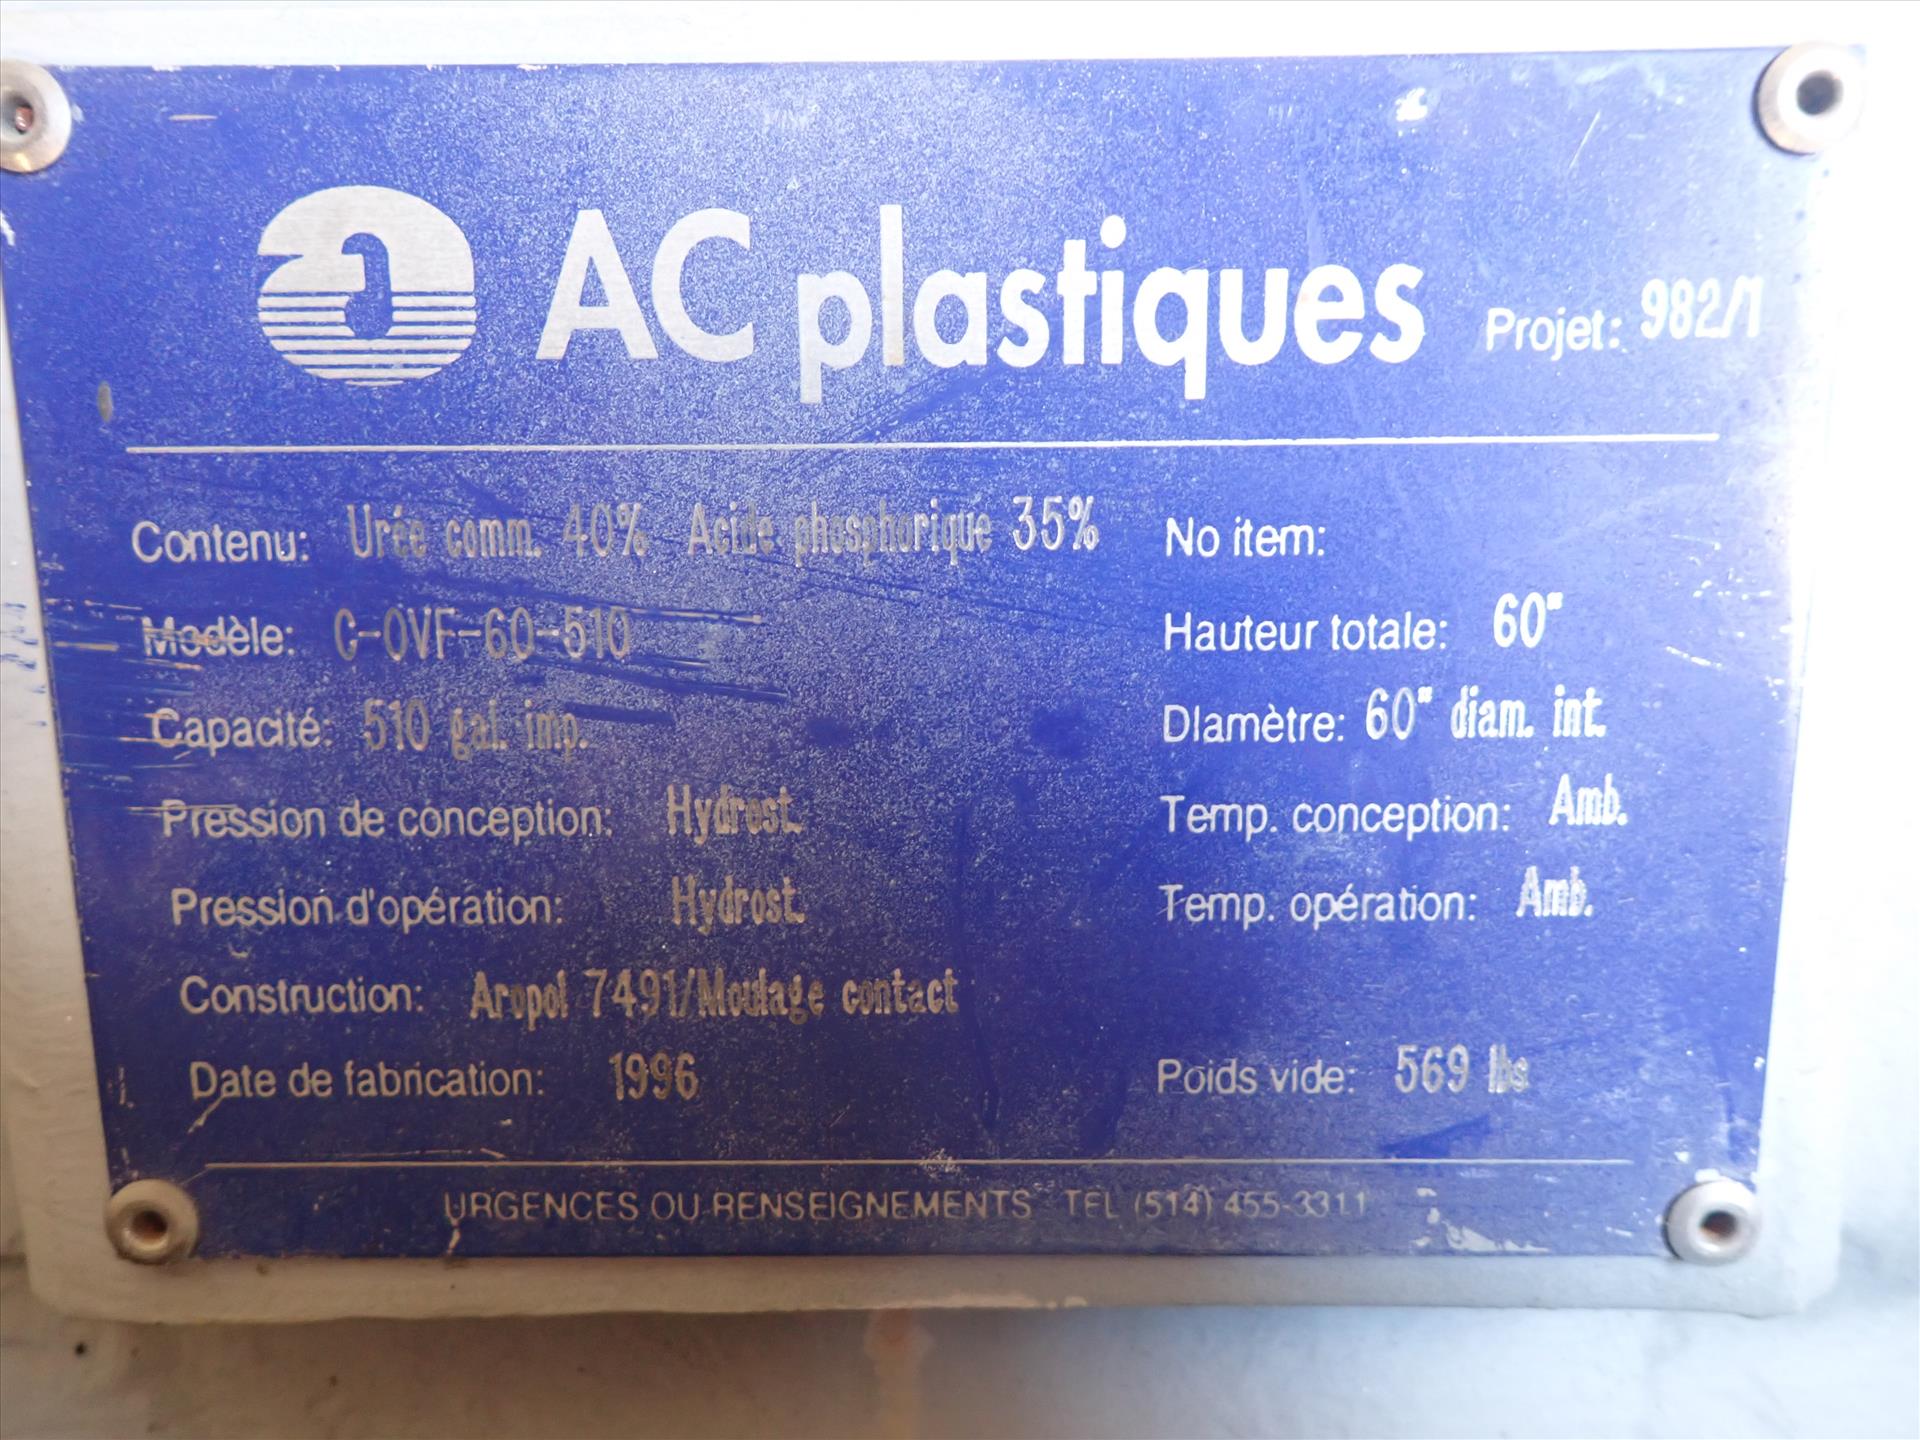 AC plastiques Projet: 982/1
Contenu: Urée comm. 40% Acide phosphorique 35% No item:
Modèle: C-OVF-60-510 Hauteur totale: 60"
Capacité: 510 gal. imp. Diamètre: 60" diam. int.
Pression de conception: Hydrost. Temp. conception: Amb.
Pression d'opération: Hydrost. Temp. opération: Amb.
Construction: Aropol 7491/Moulage contact
Date de fabrication: 1996 Poids vide: 569 lbs
URGENCES OU RENSEIGNEMENTS TEL (514) 455-3311